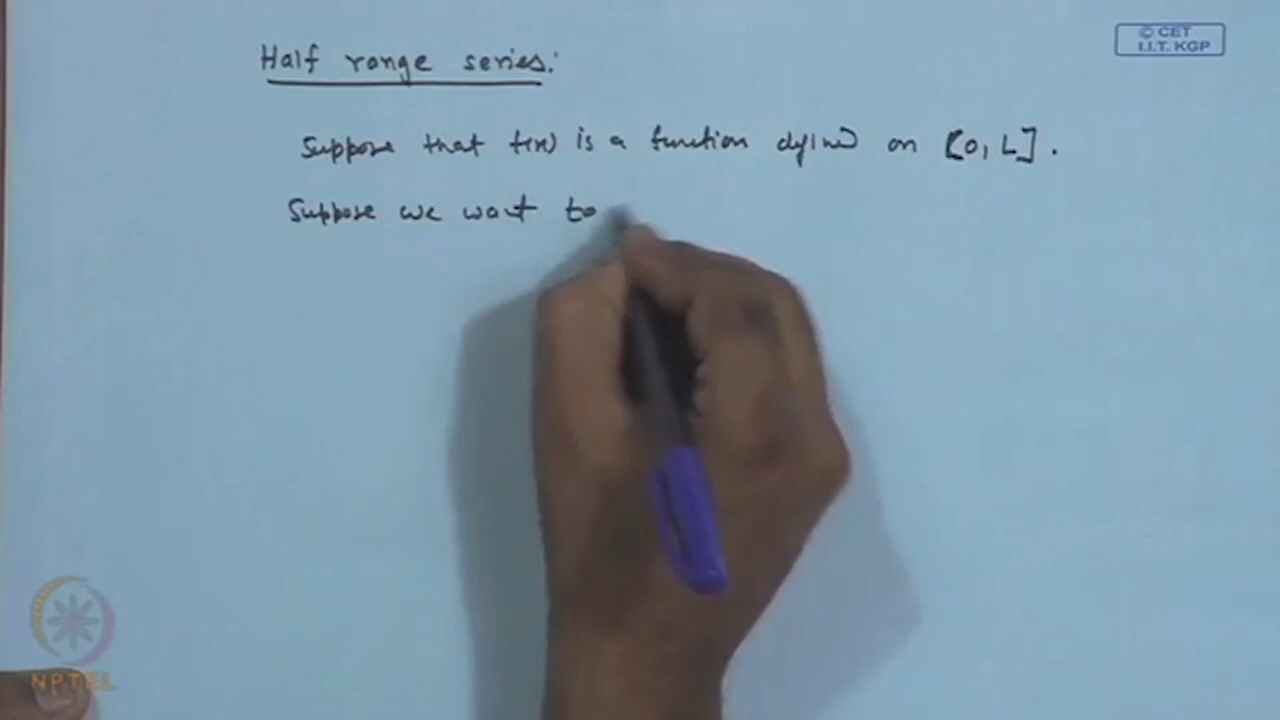 © CET
I.I.T. KGP
Half range series:
Suppose that f(x) is a function defined on [0, L].
Suppose we want to
NPTEL